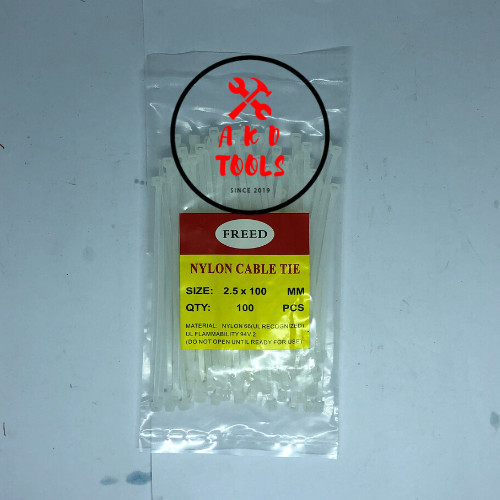 AKD
TOOLS
SINCE 2019
FREED
NYLON CABLE TIE
SIZE: 2.5 x 100 MM
QTY: 100 PCS
MATERIAL: NYLON 66(UL RECOGNIZED)
UL FLAMMABILITY 94V.2
(DO NOT OPEN UNTIL READY FOR USE)